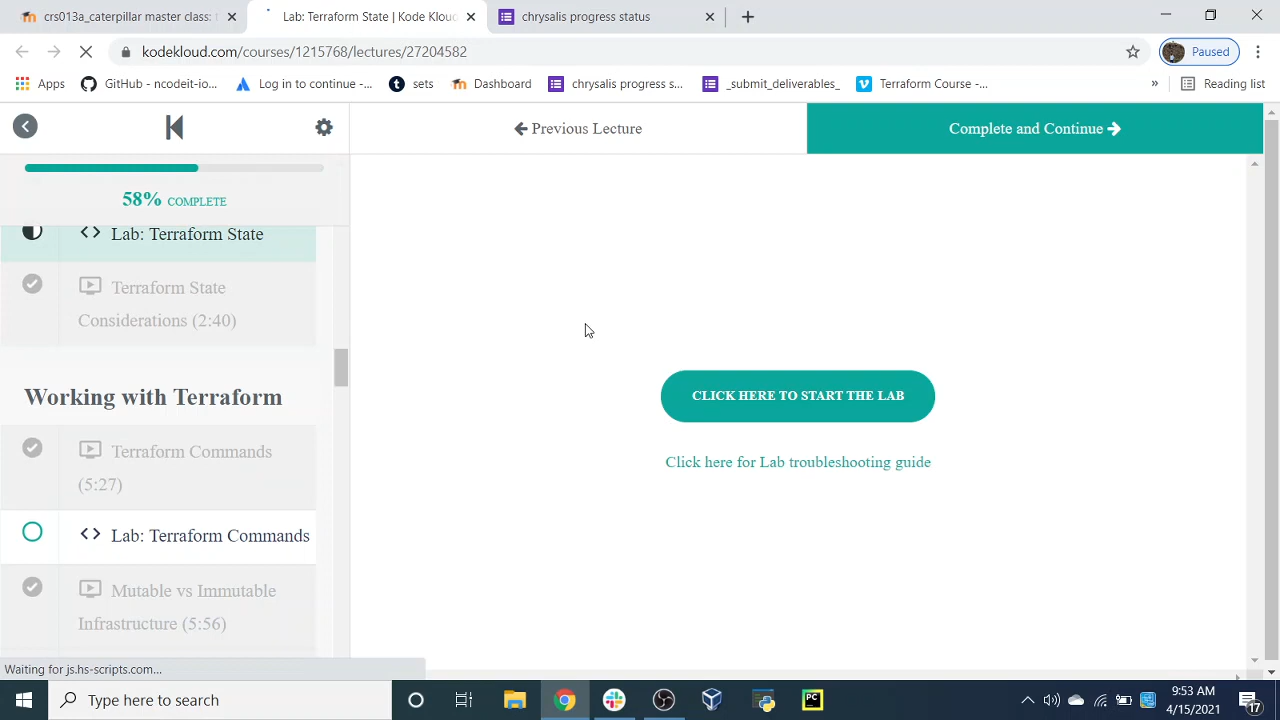 crs013a_caterpillar master class: t
Lab: Terraform State | Kode Kloud
chrysalis progress status
kodekloud.com/courses/1215768/lectures/27204582
Paused
Apps
GitHub - ncodeit-io...
Log in to continue -...
sets
Dashboard
chrysalis progress s...
_submit_deliverables_
Terraform Course -...
»
Reading list
Previous Lecture
Complete and Continue
58% COMPLETE
Lab: Terraform State
Terraform State
Considerations (2:40)
Working with Terraform
Terraform Commands
(5:27)
Lab: Terraform Commands
Mutable vs Immutable
Infrastructure (5:56)
CLICK HERE TO START THE LAB
Click here for Lab troubleshooting guide
Waiting for js.hs-scripts.com...
Type here to search
PC
9:53 AM
4/15/2021
17